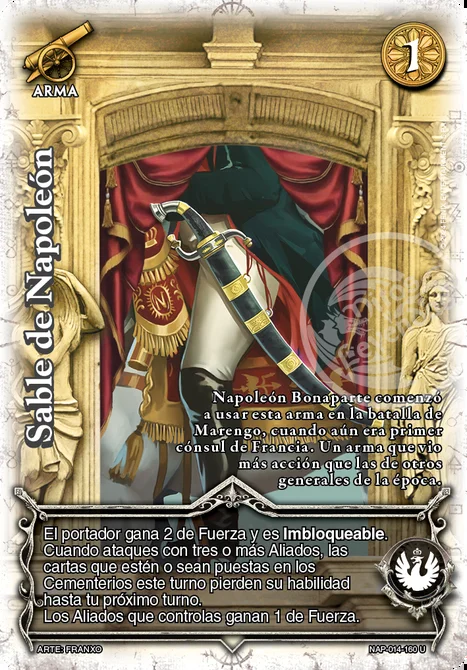 ARMA
1
Sable de Napoleón
N
Napoleón Bonaparte comenzó
a usar esta arma en la batalla de
Marengo, cuando aún era primer
cónsul de Francia. Un arma que vio
más acción que las de otros
generales de la época.
El portador gana 2 de Fuerza y es Imbloqueable.
Cuando ataques con tres o más Aliados, las
cartas que estén o sean puestas en los
Cementerios este turno pierden su habilidad
hasta tu próximo turno.
Los Aliados que controlas ganan 1 de Fuerza.
ARTE: FRANXO
NAP-014-160 U